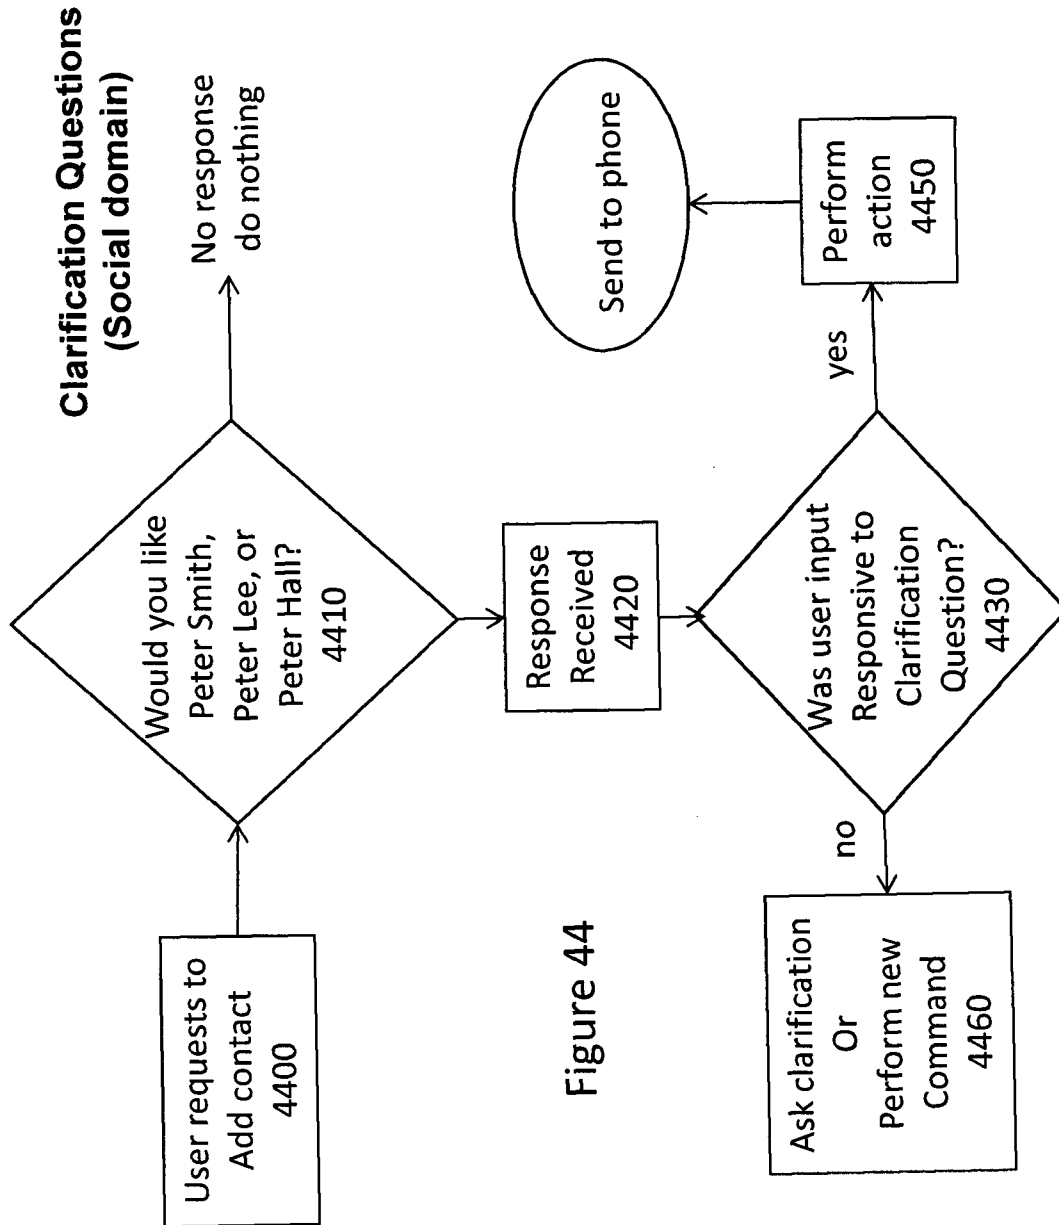 Clarification Questions
(Social domain)
User requests to
Add contact
4400
Would you like
Peter Smith,
Peter Lee, or
Peter Hall?
4410
No response
do nothing
Response
Received
4420
Was user input
Responsive to
Clarification
Question?
4430
no
yes
Ask clarification
Or
Perform new
Command
4460
Perform
action
4450
Send to phone
Figure 44